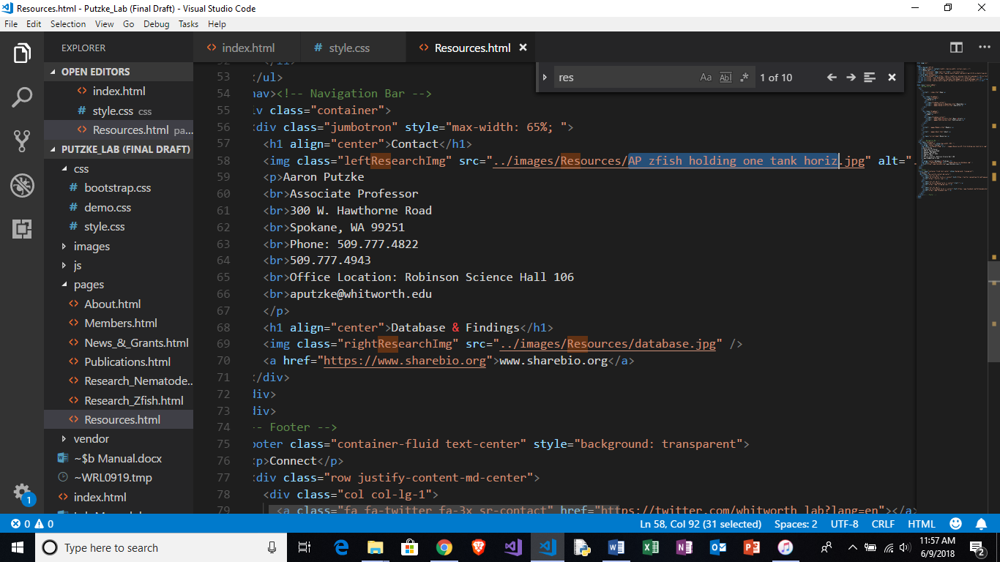 Resources.html - Putzke_Lab (Final Draft) - Visual Studio Code
File Edit Selection View Go Debug Tasks Help
EXPLORER
OPEN EDITORS
index.html
style.css css
Resources.html pa...
PUTZKE_LAB (FINAL DRAFT)
css
bootstrap.css
demo.css
style.css
images
js
pages
About.html
Members.html
News_&_Grants.html
Publications.html
Research_Nematode...
Research_Zfish.html
Resources.html
vendor
~$b Manual.docx
~WRL0919.tmp
index.html
1
index.html style.css Resources.html
res Aa Abl .* 1 of 10
53 </ul>
54 nav><!-- Navigation Bar -->
55 iv class="container">
56 <div class="jumbotron" style="max-width: 65%; ">
57 <h1 align="center">Contact</h1>
58 <img class="leftResearchImg" src="../images/Resources/AP zfish holding one tank horiz.jpg" alt=".
59 <p>Aaron Putzke
60 <br>Associate Professor
61 <br>300 W. Hawthorne Road
62 <br>Spokane, WA 99251
63 <br>Phone: 509.777.4822
64 <br>509.777.4943
65 <br>Office Location: Robinson Science Hall 106
66 <br>aputzke@whitworth.edu
67 </p>
68 <h1 align="center">Database & Findings</h1>
69 <img class="rightResearchImg" src="../images/Resources/database.jpg" />
70 <a href="https://www.sharebio.org">www.sharebio.org</a>
71 </div>
72 div>
73 div>
74 -- Footer -->
75 ooter class="container-fluid text-center" style="background: transparent">
76 <p>Connect</p>
77 <div class="row justify-content-md-center">
78 <div class="col col-lg-1">
79 <a class="fa fa-twitter fa-3x sr-contact" href="https://twitter.com/whitworth_lab?lang=en"></a>
0 0 Ln 58, Col 92 (31 selected) Spaces: 2 UTF-8 CRLF HTML
Type here to search
11:57 AM
6/9/2018
2